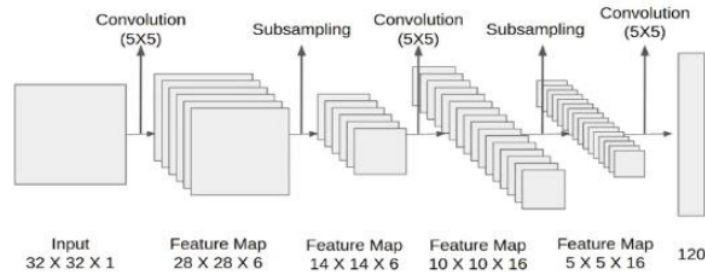 Convolution
(5X5)
Subsampling
Convolution
(5X5)
Subsampling
Convolution
(5X5)
Input
32 X 32 X 1
Feature Map
28 X 28 X 6
Feature Map
14 X 14 X 6
Feature Map
10 X 10 X 16
Feature Map
5 X 5 X 16
120